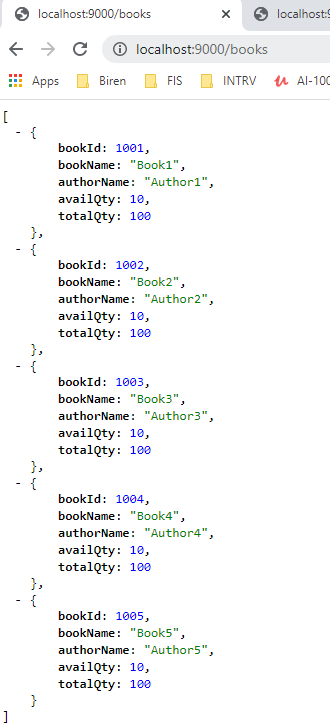 localhost:9000/books
localhost:9
localhost:9000/books
Apps Biren FIS INTRV AI-100
[
- {
bookId: 1001,
bookName: "Book1",
authorName: "Author1",
availQty: 10,
totalQty: 100
},
- {
bookId: 1002,
bookName: "Book2",
authorName: "Author2",
availQty: 10,
totalQty: 100
},
- {
bookId: 1003,
bookName: "Book3",
authorName: "Author3",
availQty: 10,
totalQty: 100
},
- {
bookId: 1004,
bookName: "Book4",
authorName: "Author4",
availQty: 10,
totalQty: 100
},
- {
bookId: 1005,
bookName: "Book5",
authorName: "Author5",
availQty: 10,
totalQty: 100
}
]